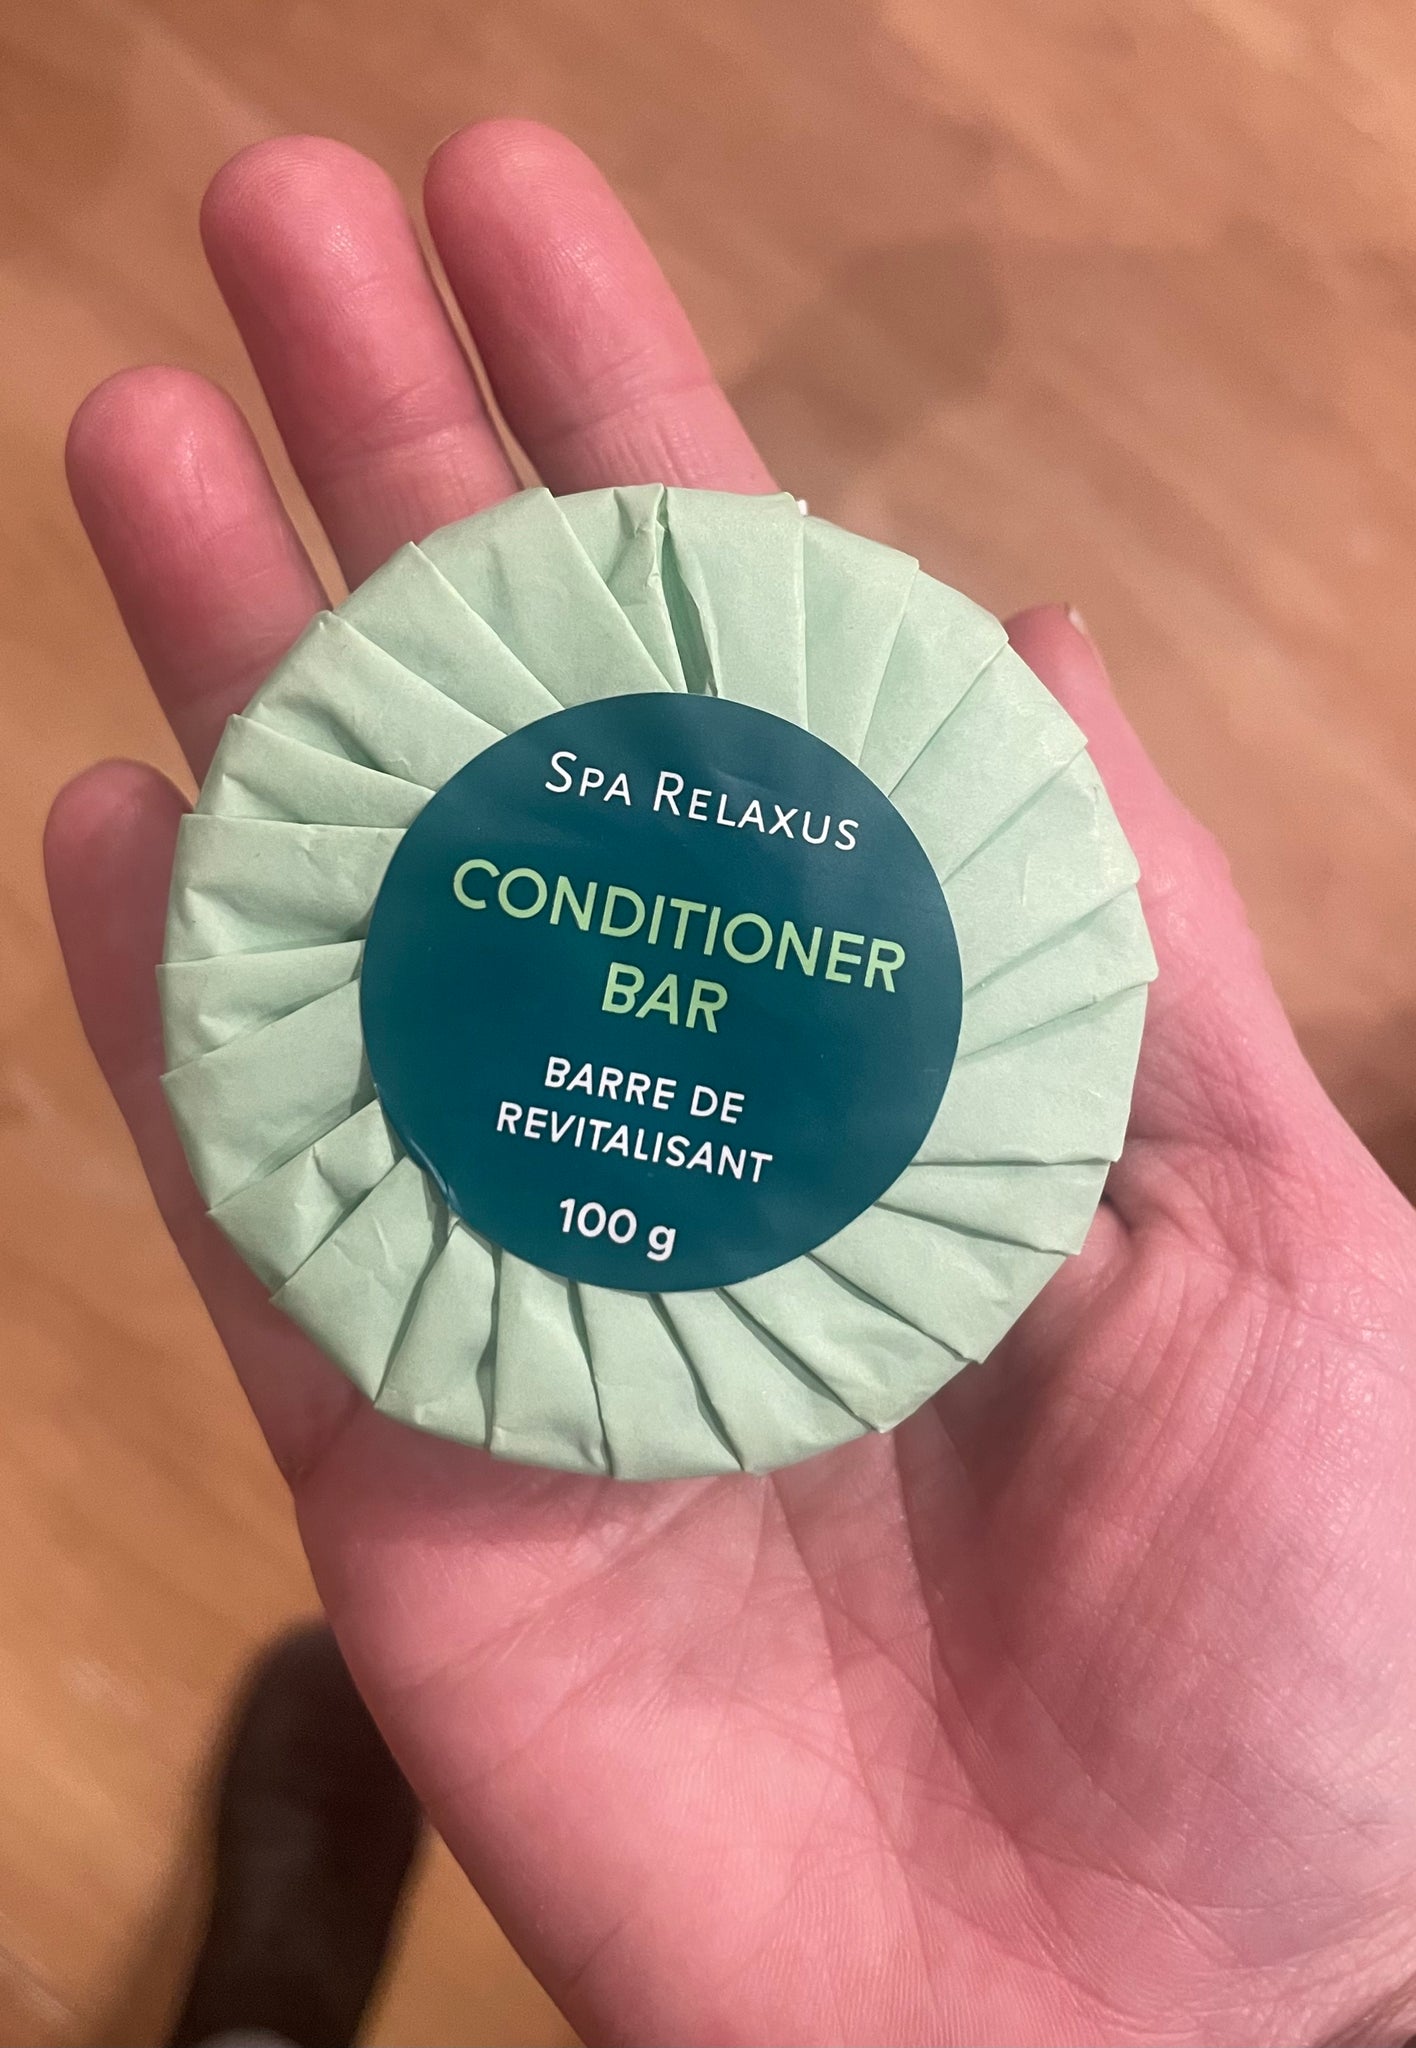 Spa Relaxus
CONDITIONER
BAR
BARRE DE
REVITALISANT
100 g